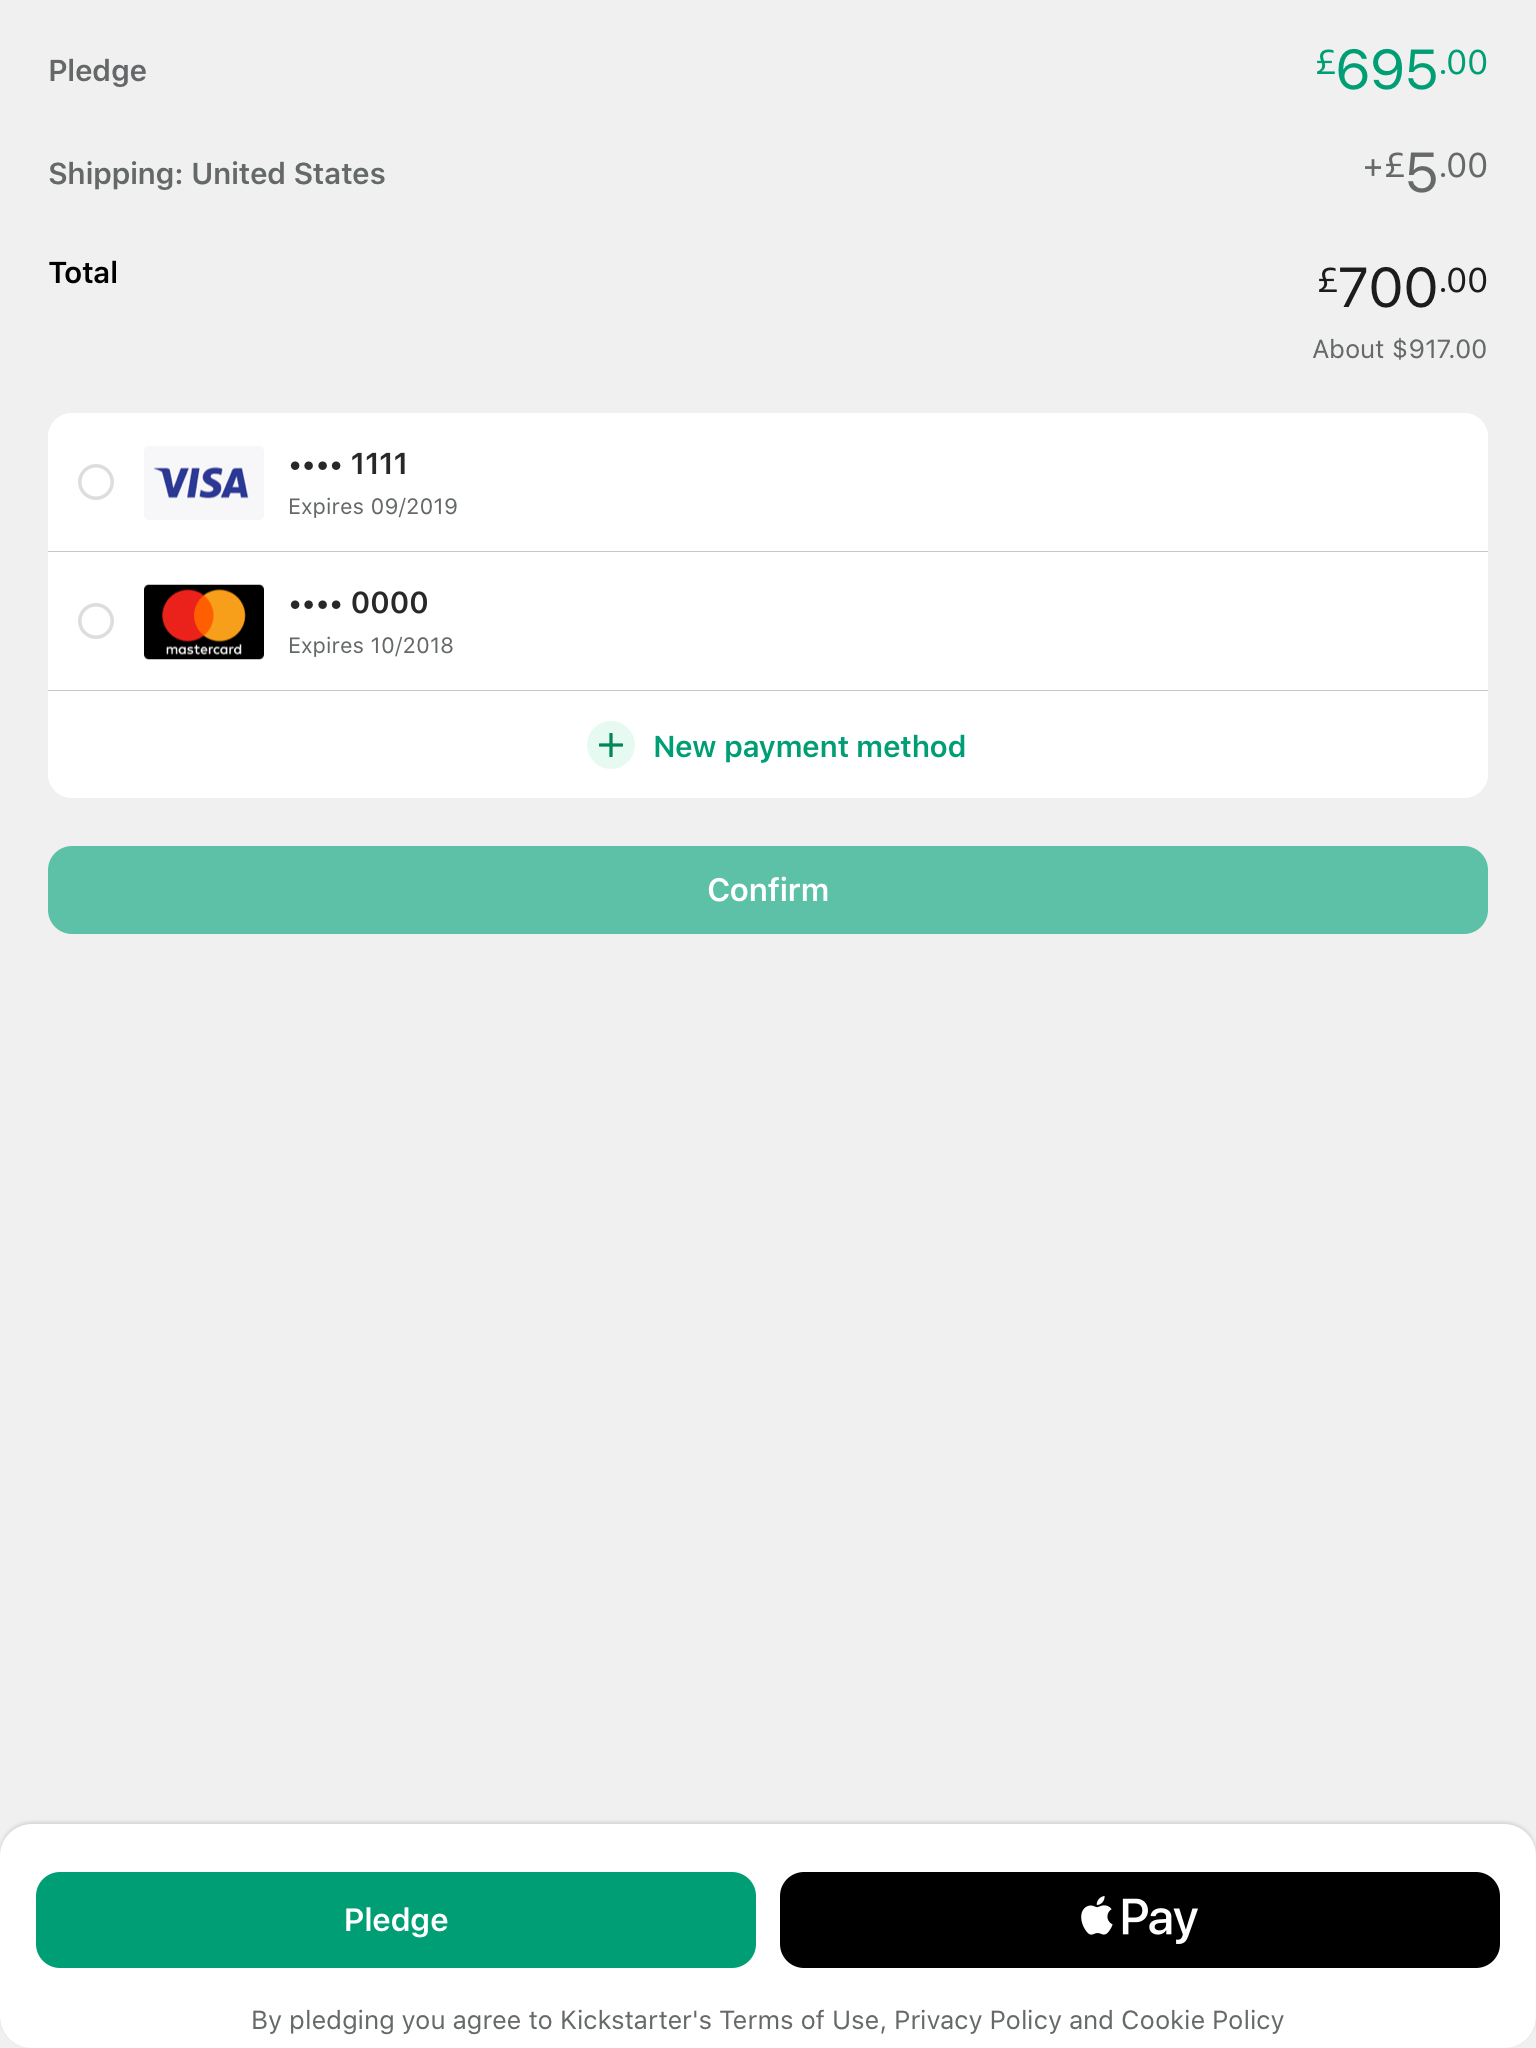 Pledge £695.00
Shipping: United States +£5.00
Total £700.00
About $917.00
VISA •••• 1111
Expires 09/2019
mastercard •••• 0000
Expires 10/2018
+ New payment method
Confirm
Pledge Pay
By pledging you agree to Kickstarter's Terms of Use, Privacy Policy and Cookie Policy